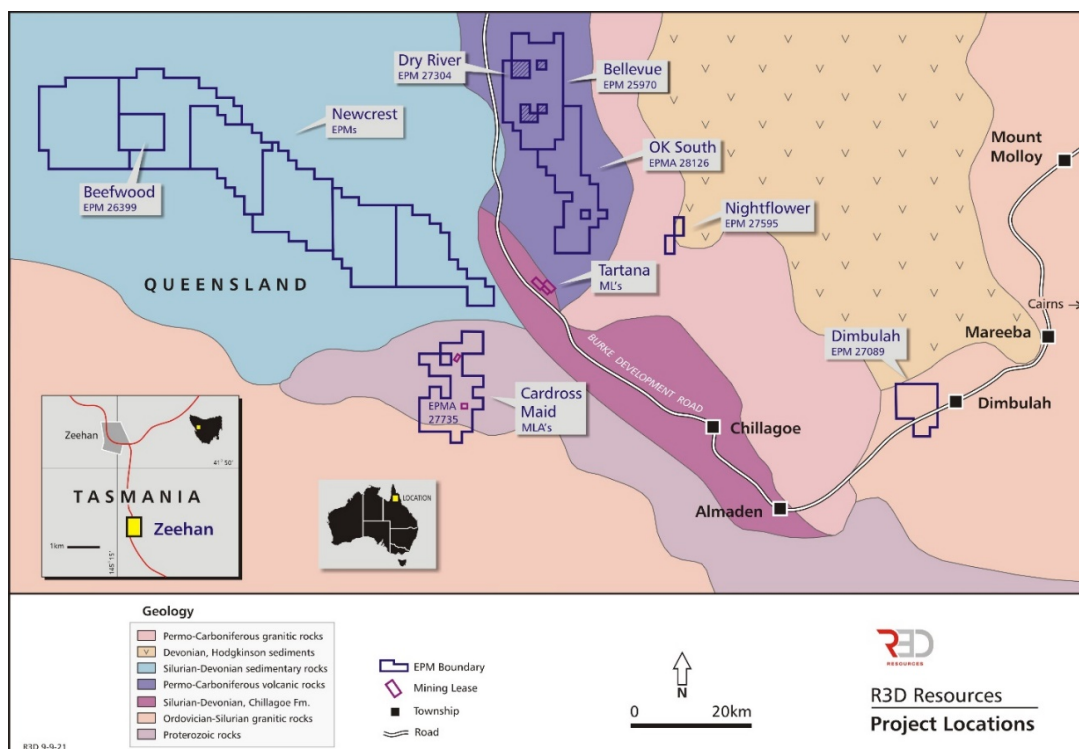 Dry River
EPM 27304
Bellevue
EPM 25970
Newcrest
EPMs
Mount
Molloy
OK South
EPMA 28126
Beefwood
EPM 26399
Nightflower
EPM 27595
QUEENSLAND
Tartana
ML's
Cairns →
Mareeba
Dimbulah
EPM 27089
BURKE DEVELOPMENT ROAD
EPMA
27735
Cardross
Maid
MLA's
Dimbulah
Chillagoe
Almaden
Zeehan
41° 50'
TASMANIA
Zeehan
1km
145° 15'
LOCATION
AUSTRALIA
Geology
Permo-Carboniferous granitic rocks
Devonian, Hodgkinson sediments
Silurian-Devonian sedimentary rocks
Permo-Carboniferous volcanic rocks
Silurian-Devonian, Chillagoe Fm.
Ordovician-Silurian granitic rocks
Proterozoic rocks
EPM Boundary
Mining Lease
Township
Road
N
0 20km
R3D
RESOURCES
R3D Resources
Project Locations
R3D 9-9-21